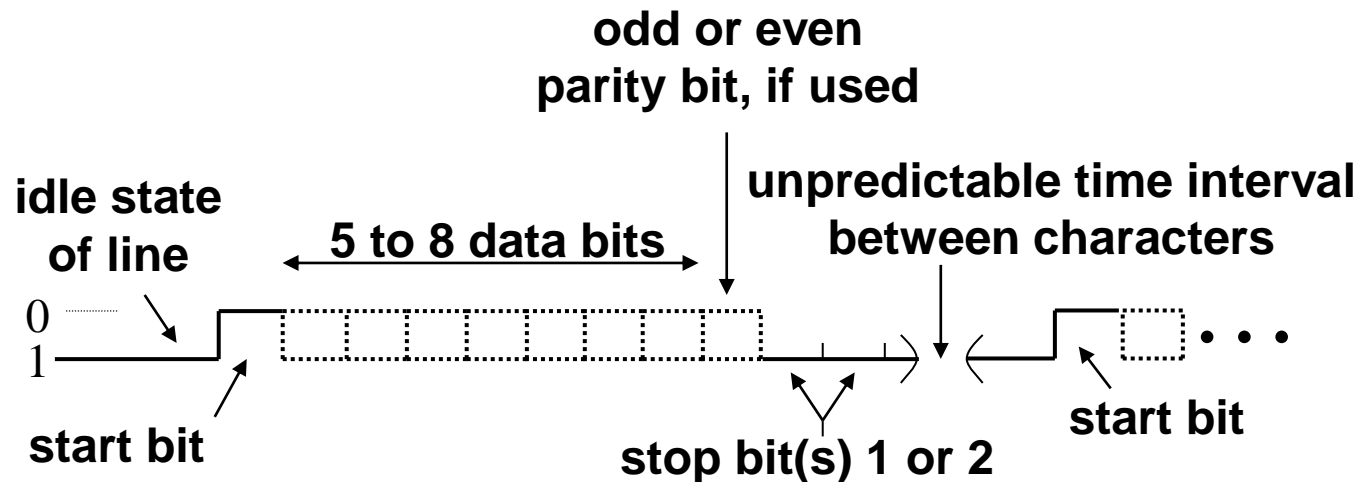 odd or even
parity bit, if used
idle state
of line
5 to 8 data bits
unpredictable time interval
between characters
0
1
start bit
stop bit(s) 1 or 2
start bit